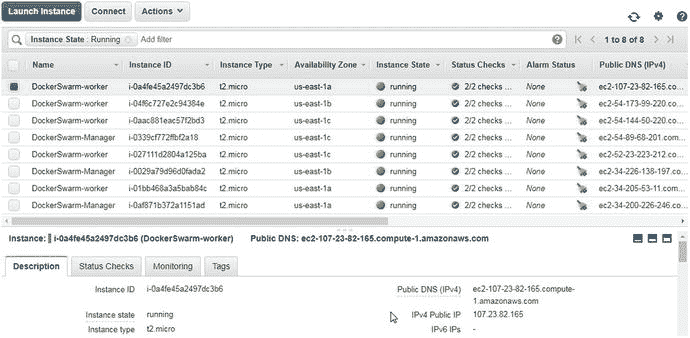 Launch Instance Connect Actions
Instance State : Running Add filter 1 to 8 of 8
Name Instance ID Instance Type Availability Zone Instance State Status Checks Alarm Status Public DNS (IPv4)
DockerSwarm-worker i-0a4fe45a2497dc3b6 t2.micro us-east-1a running 2/2 checks ... None ec2-107-23-82-165.co...
DockerSwarm-worker i-04f6c727e2c94384e t2.micro us-east-1b running 2/2 checks ... None ec2-54-173-99-220.co...
DockerSwarm-worker i-0aac881eac57f2bd3 t2.micro us-east-1c running 2/2 checks ... None ec2-54-144-50-220.co...
DockerSwarm-Manager i-0339cf772ffbf2a18 t2.micro us-east-1c running 2/2 checks ... None ec2-54-89-68-201.com...
DockerSwarm-worker i-027111d2804a125ba t2.micro us-east-1c running 2/2 checks ... None ec2-52-23-223-212.co...
DockerSwarm-Manager i-0029a79d96d0fada2 t2.micro us-east-1b running 2/2 checks ... None ec2-34-226-138-197.co...
DockerSwarm-worker i-01bb468a3a5bab84c t2.micro us-east-1a running 2/2 checks ... None ec2-34-205-53-11.com...
DockerSwarm-Manager i-0af871b372a1151ad t2.micro us-east-1a running 2/2 checks ... None ec2-34-200-226-246.co...
Instance: i-0a4fe45a2497dc3b6 (DockerSwarm-worker) Public DNS: ec2-107-23-82-165.compute-1.amazonaws.com
Description Status Checks Monitoring Tags
Instance ID i-0a4fe45a2497dc3b6 Public DNS (IPv4) ec2-107-23-82-165.compute-
1.amazonaws.com
Instance state running IPv4 Public IP 107.23.82.165
Instance type t2.micro IPv6 IPs -